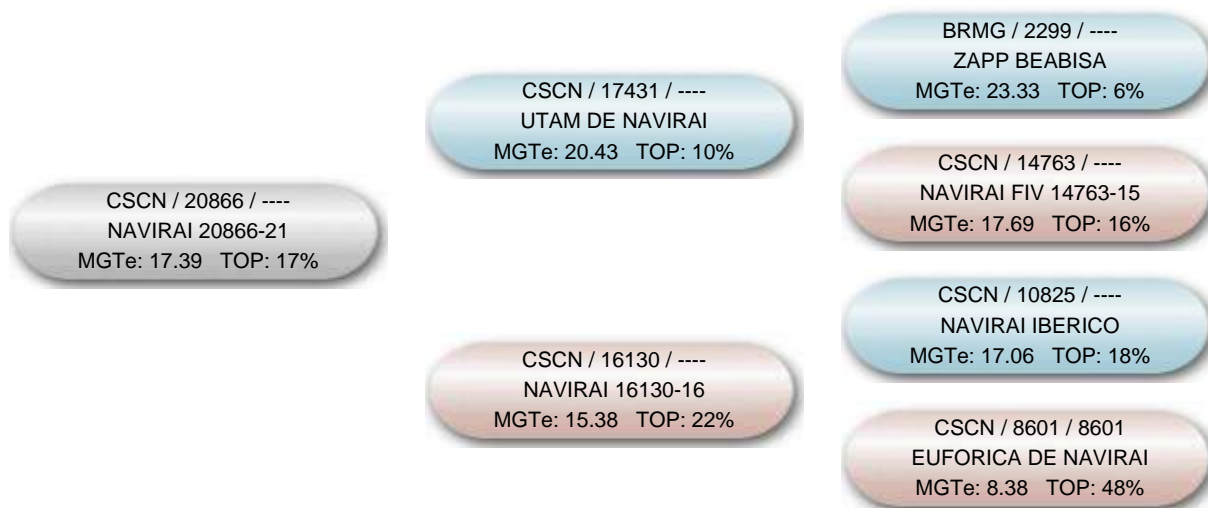 CSCN / 20866 / ----
NAVIRAI 20866-21
MGTe: 17.39 TOP: 17%
CSCN / 17431 / ----
UTAM DE NAVIRAI
MGTe: 20.43 TOP: 10%
CSCN / 16130 / ----
NAVIRAI 16130-16
MGTe: 15.38 TOP: 22%
BRMG / 2299 / ----
ZAPP BEABISA
MGTe: 23.33 TOP: 6%
CSCN / 14763 / ----
NAVIRAI FIV 14763-15
MGTe: 17.69 TOP: 16%
CSCN / 10825 / ----
NAVIRAI IBERICO
MGTe: 17.06 TOP: 18%
CSCN / 8601 / 8601
EUFORICA DE NAVIRAI
MGTe: 8.38 TOP: 48%